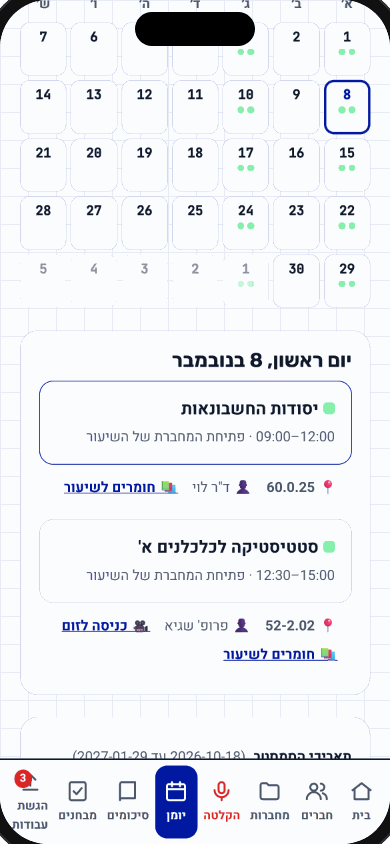 א' ב' ג' ד' ה' ו' ש'
1 2 6 7
8 9 10 11 12 13 14
15 16 17 18 19 20 21
22 23 24 25 26 27 28
29 30 1 2 3 4 5
יום ראשון, 8 בנובמבר
יסודות החשבונאות
09:00–12:00 · פתיחת המחברת של השיעור
60.0.25 ד"ר לוי חומרים לשיעור
סטטיסטיקה לכלכלנים א'
12:30–15:00 · פתיחת המחברת של השיעור
52-2.02 פרופ' שגיא כניסה לזום
חומרים לשיעור
תאריכי הסמסטר (2026-10-18 עד 2027-01-29)
3
בית חברים מחברות הקלטה יומן סיכומים מבחנים הגשת
עבודות